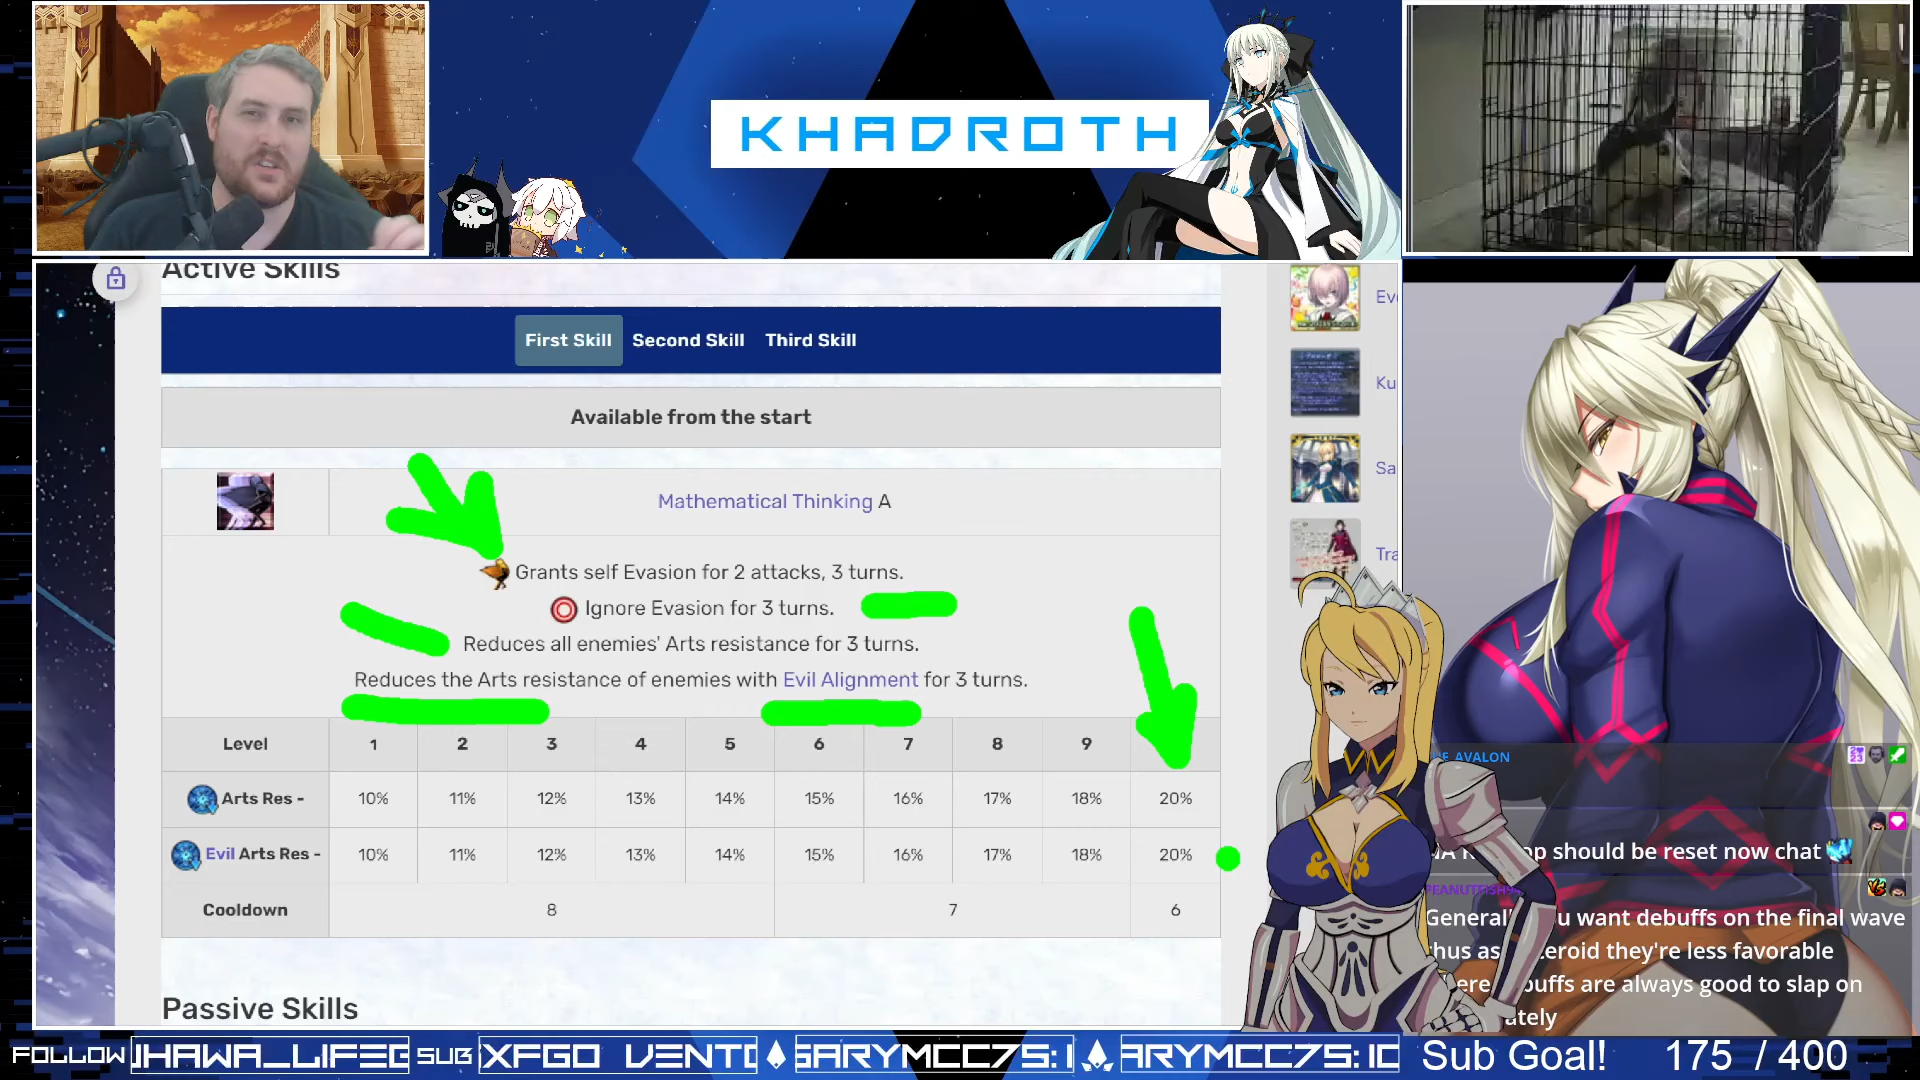 KHADROTH
Active Skills
First Skill Second Skill Third Skill
Available from the start
Mathematical Thinking A
Grants self Evasion for 2 attacks, 3 turns.
Ignore Evasion for 3 turns.
Reduces all enemies' Arts resistance for 3 turns.
Reduces the Arts resistance of enemies with Evil Alignment for 3 turns.
Level 1 2 3 4 5 6 7 8 9
Arts Res - 10% 11% 12% 13% 14% 15% 16% 17% 18% 20%
Evil Arts Res - 10% 11% 12% 13% 14% 15% 16% 17% 18% 20%
Cooldown 8 7 6
Passive Skills
Ku
Sa
Tra
AVALON
should be reset now chat
u want debuffs on the final wave
they're less favorable
are always good to slap on
FOLLOW SUB XFGO Sub Goal! 175 / 400